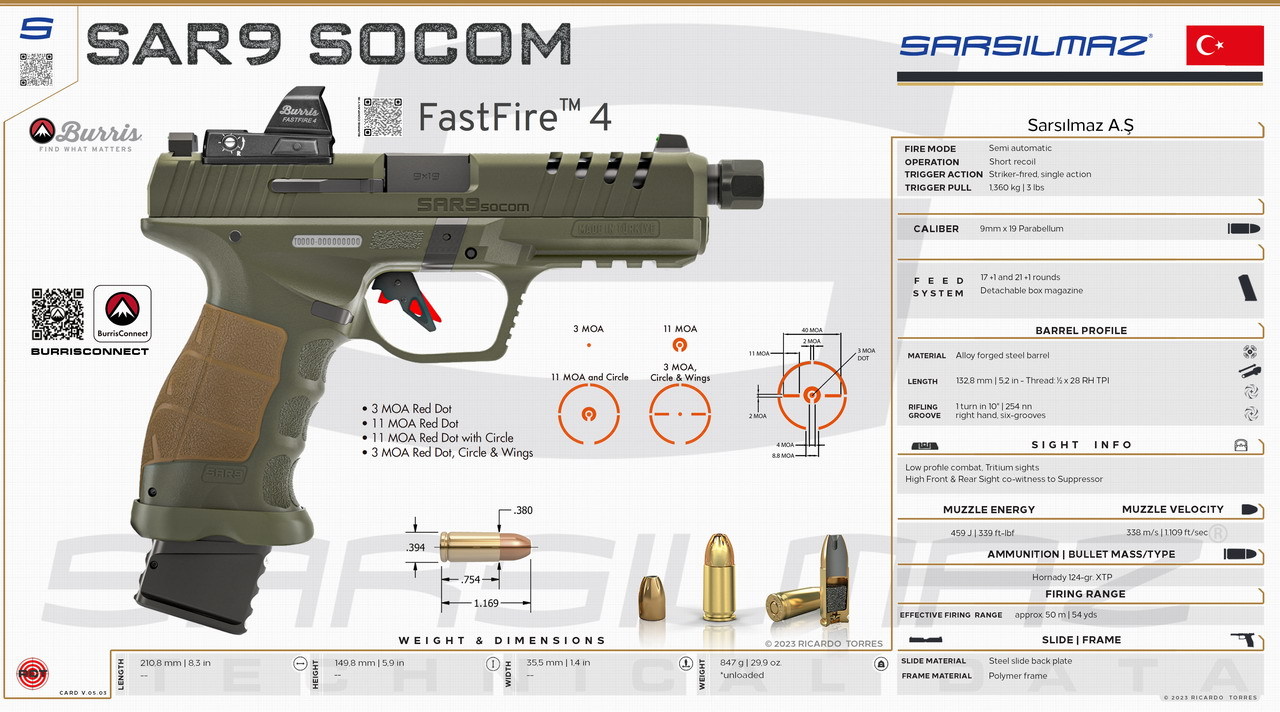 S
SAR9 SOCOM
SARSILMAZ®
Burris
FIND WHAT MATTERS
Burris
FASTFIRE 4
BURRISCONNECT
FastFire™ 4
9x19
SAR9 socom
MADE IN TÜRKİYE
T0000-000000000
SAR9
BurrisConnect
BURRISCONNECT
3 MOA
11 MOA
11 MOA and Circle
3 MOA,
Circle & Wings
40 MOA
2 MOA
11 MOA
3 MOA
DOT
2 MOA
4 MOA
8.8 MOA
• 3 MOA Red Dot
• 11 MOA Red Dot
• 11 MOA Red Dot with Circle
• 3 MOA Red Dot, Circle & Wings
.380
.394
.754
1.169
© 2023 RICARDO TORRES
WEIGHT & DIMENSIONS
LENGTH
210.8 mm | 8.3 in
--
HEIGHT
149.8 mm | 5.9 in
--
WIDTH
35.5 mm | 1.4 in
--
WEIGHT
847 g | 29.9 oz.
*unloaded
RDT
CARD V.05.03
Sarsılmaz A.Ş
FIRE MODE Semi automatic
OPERATION Short recoil
TRIGGER ACTION Striker-fired, single action
TRIGGER PULL 1,360 kg | 3 lbs
CALIBER 9mm x 19 Parabellum
FEED SYSTEM
17 +1 and 21 +1 rounds
Detachable box magazine
BARREL PROFILE
MATERIAL Alloy forged steel barrel
LENGTH 132.8 mm | 5.2 in - Thread: ½ x 28 RH TPI
RIFLING GROOVE
1 turn in 10" | 254 nn
right hand, six-grooves
SIGHT INFO
Low profile combat, Tritium sights
High Front & Rear Sight co-witness to Suppressor
MUZZLE ENERGY MUZZLE VELOCITY
459 J | 339 ft-lbf 338 m/s | 1,109 ft/sec
AMMUNITION | BULLET MASS/TYPE
Hornady 124-gr. XTP
FIRING RANGE
EFFECTIVE FIRING RANGE approx. 50 m | 54 yds
SLIDE | FRAME
SLIDE MATERIAL Steel slide back plate
FRAME MATERIAL Polymer frame
© 2023 RICARDO TORRES
SARSILMAZ®
TECHNICAL DATA